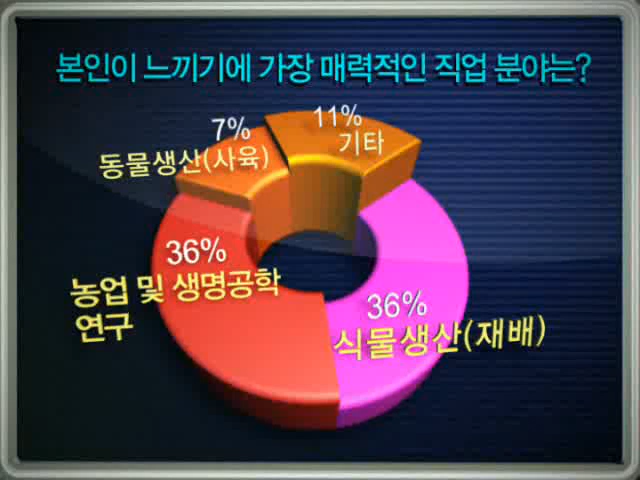 본인이 느끼기에 가장 매력적인 직업 분야는?
11%
기타
7%
동물생산(사육)
36%
농업 및 생명공학
연구
36%
식물생산(재배)